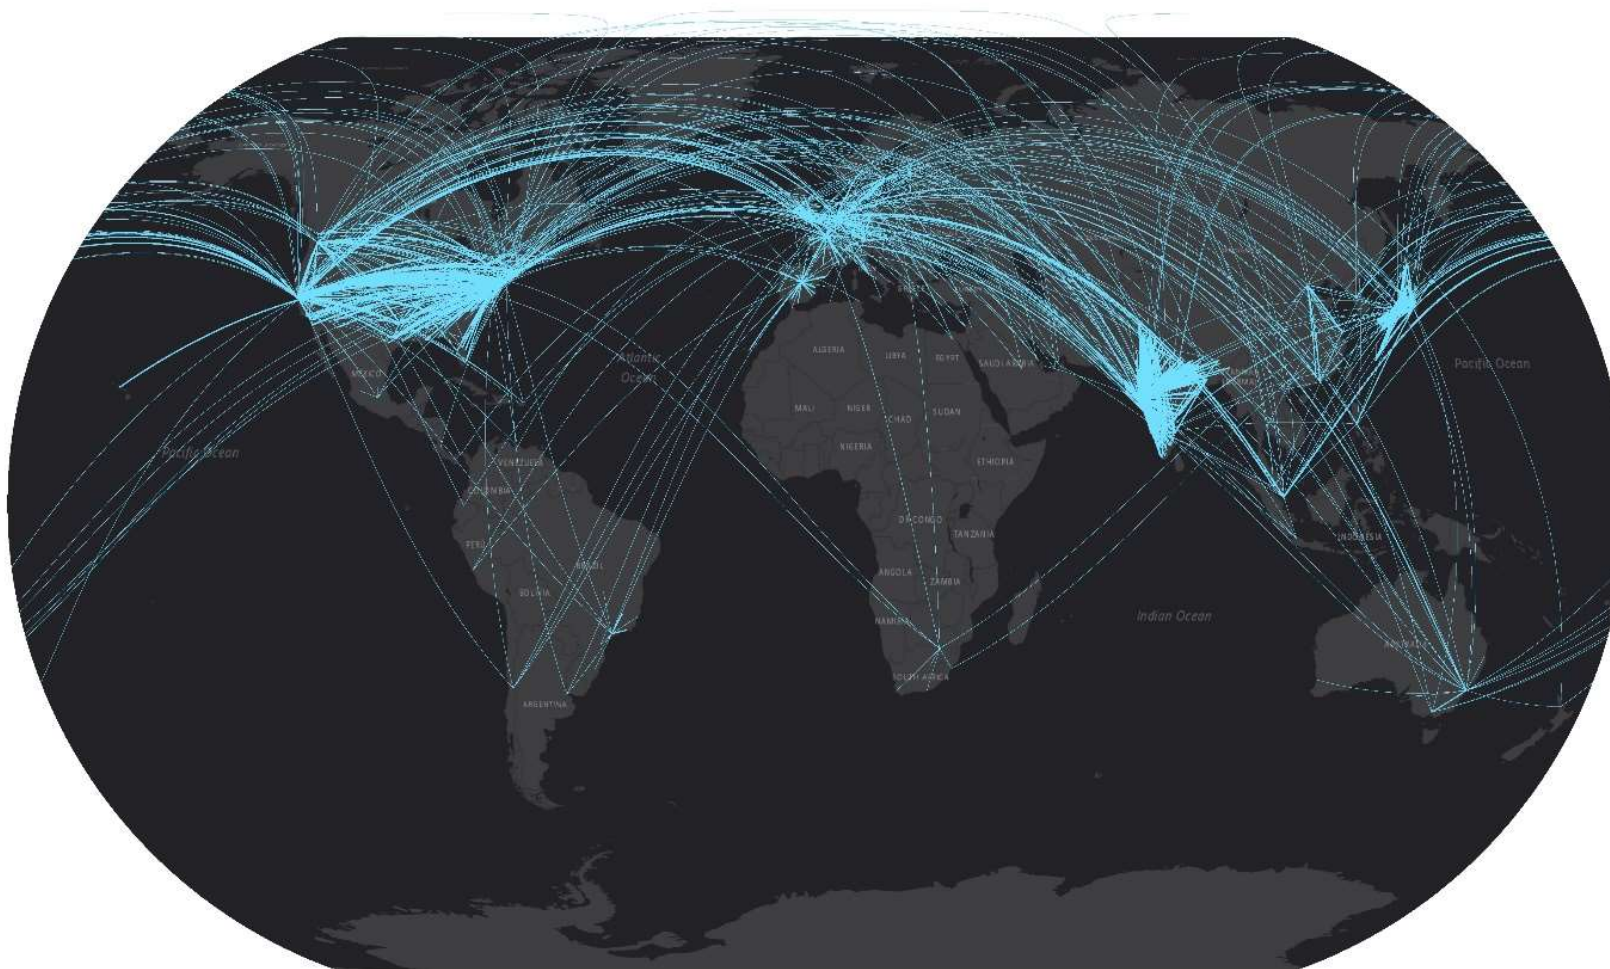 Atlantic
Ocean
ALGERIA
LIBYA
EGYPT
SAUDI ARABIA
Pacific Ocean
MEXICO
MALI
NIGER
CHAD
SUDAN
NIGERIA
ETHIOPIA
Pacific Ocean
VENEZUELA
COLOMBIA
DR CONGO
TANZANIA
INDONESIA
PERU
BRAZIL
ANGOLA
ZAMBIA
BOLIVIA
Indian Ocean
NAMIBIA
AUSTRALIA
SOUTH AFRICA
ARGENTINA